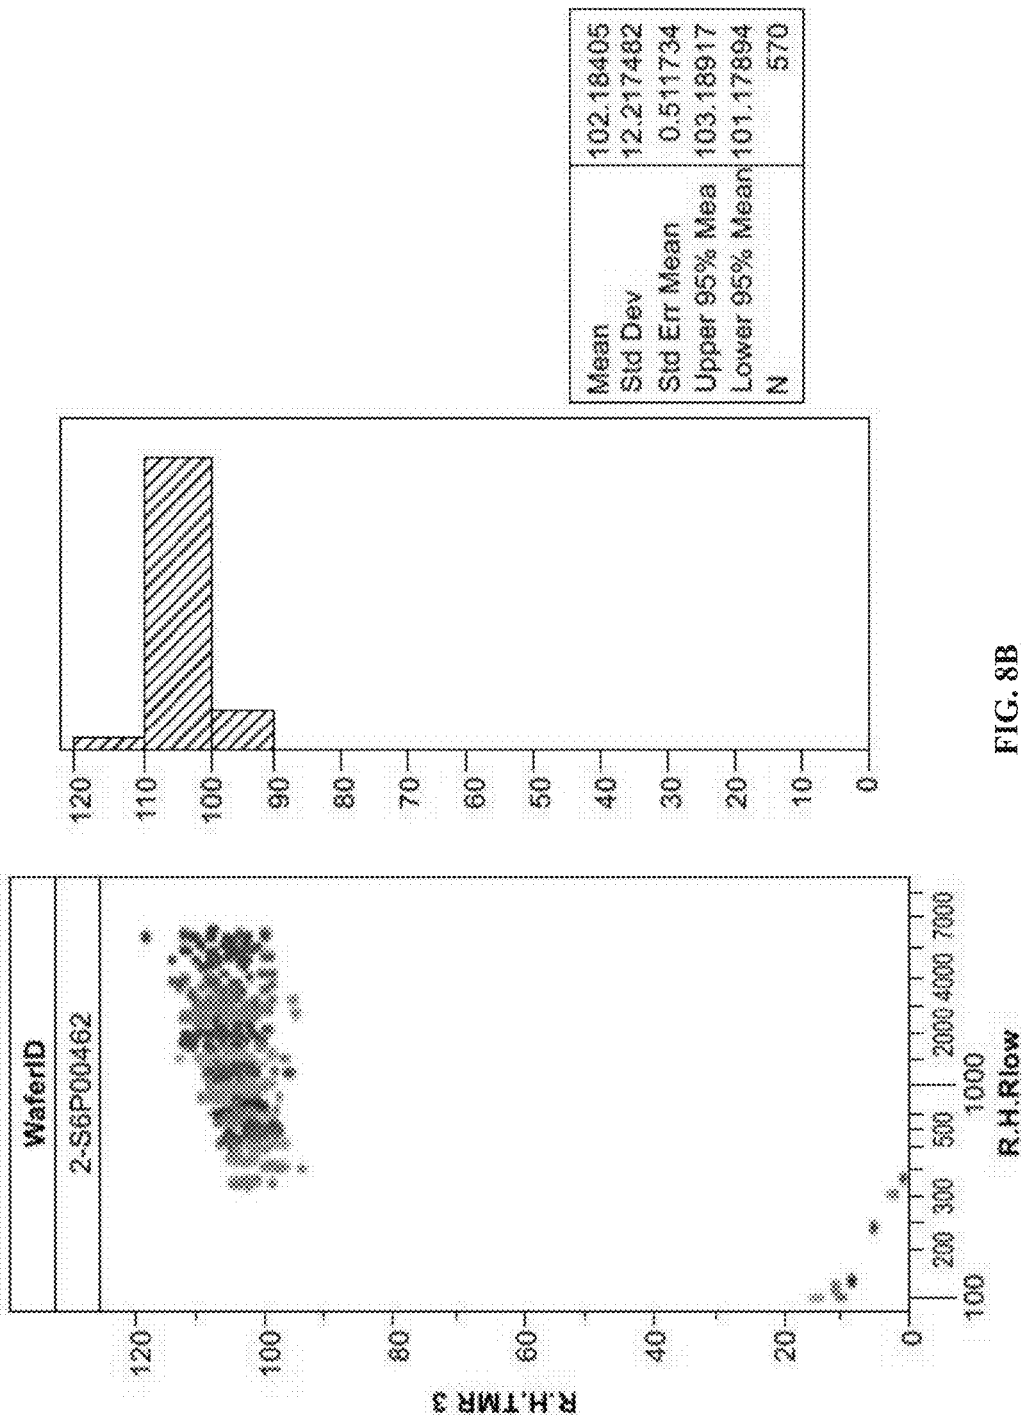 WaferID
2-S6P00462
R.H.TMR 3
120
100
80
60
40
20
0
100
200
300
500
1000
2000
4000
7000
R.H.Rlow
120
110
100
90
80
70
60
50
40
30
20
10
0
Mean 102.18405
Std Dev 12.217482
Std Err Mean 0.511734
Upper 95% Mea 103.18917
Lower 95% Mean 101.17894
N 570
FIG. 8B